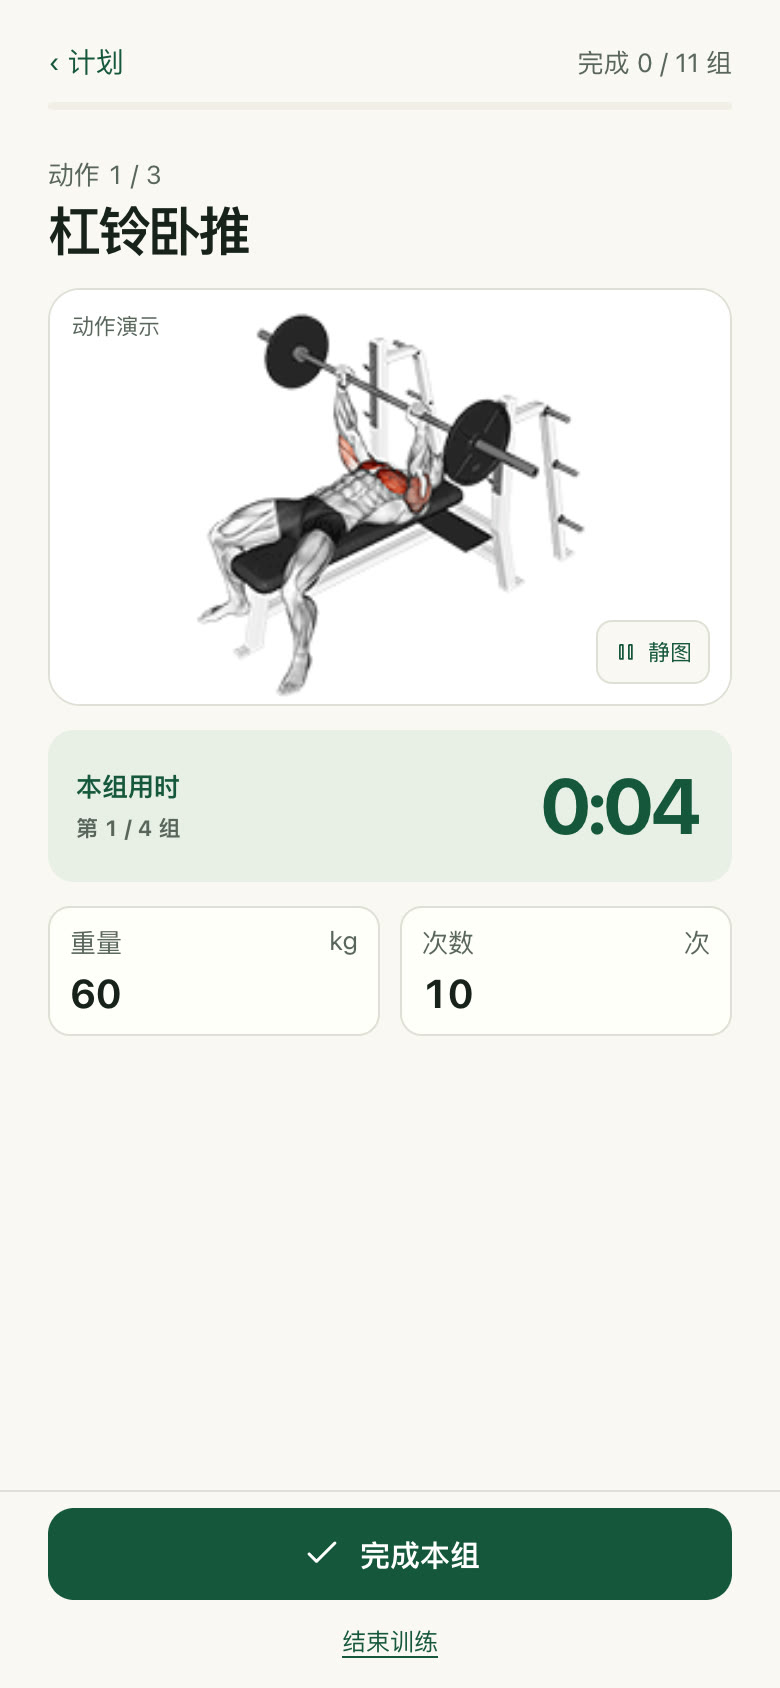 ‹ 计划
完成 0 / 11 组
动作 1 / 3
杠铃卧推
动作演示
静图
本组用时
第 1 / 4 组
0:04
重量
kg
60
次数
次
10
完成本组
结束训练